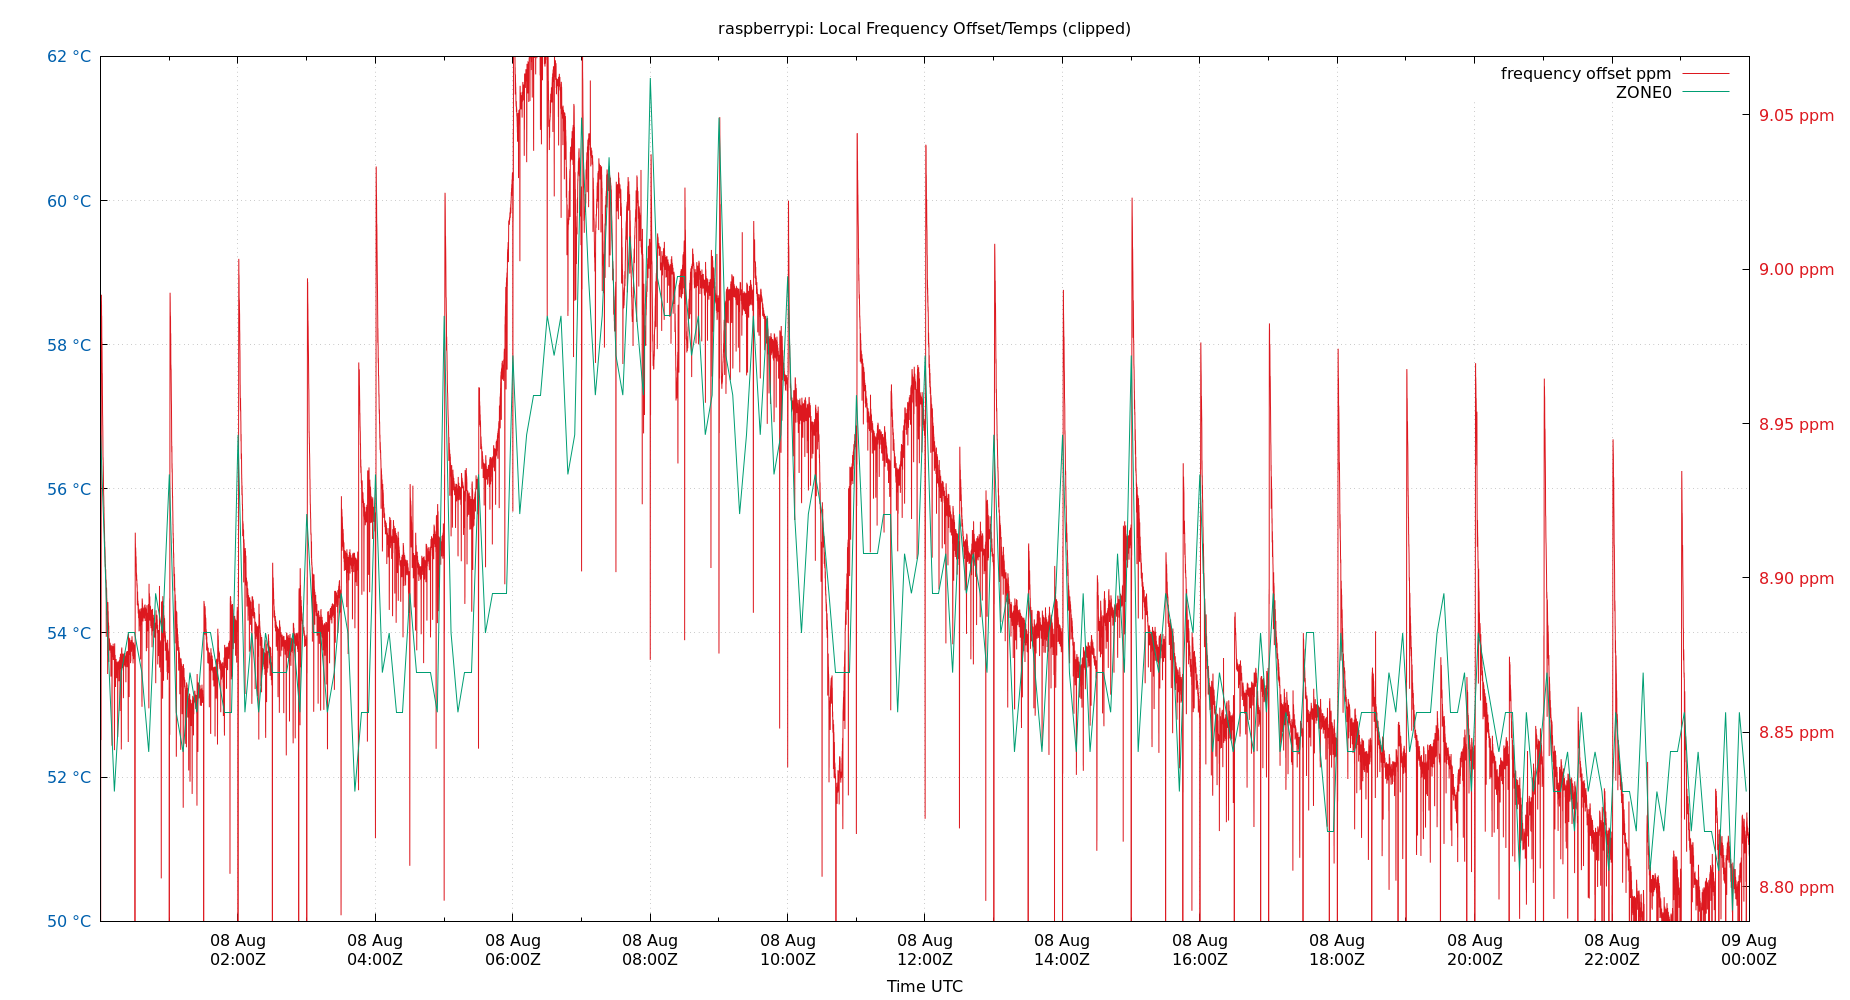 raspberrypi: Local Frequency Offset/Temps (clipped)
frequency offset ppm
ZONE0
62 °C
60 °C
58 °C
56 °C
54 °C
52 °C
50 °C
9.05 ppm
9.00 ppm
8.95 ppm
8.90 ppm
8.85 ppm
8.80 ppm
08 Aug 08 Aug 08 Aug 08 Aug 08 Aug 08 Aug 08 Aug 08 Aug 08 Aug 08 Aug 08 Aug 09 Aug
02:00Z 04:00Z 06:00Z 08:00Z 10:00Z 12:00Z 14:00Z 16:00Z 18:00Z 20:00Z 22:00Z 00:00Z
Time UTC